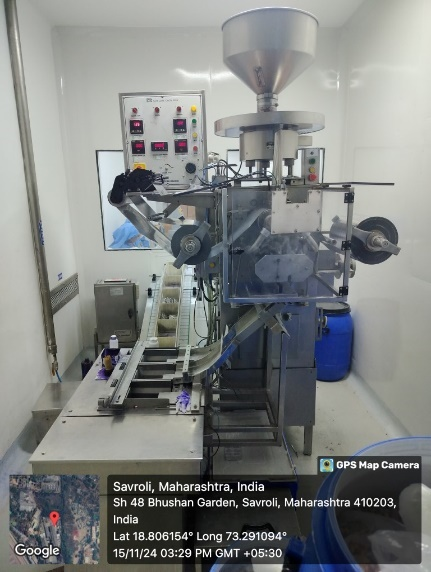 GPS Map Camera
Savroli, Maharashtra, India
Sh 48 Bhushan Garden, Savroli, Maharashtra 410203,
India
Lat 18.806154° Long 73.291094°
15/11/24 03:29 PM GMT +05:30
Google